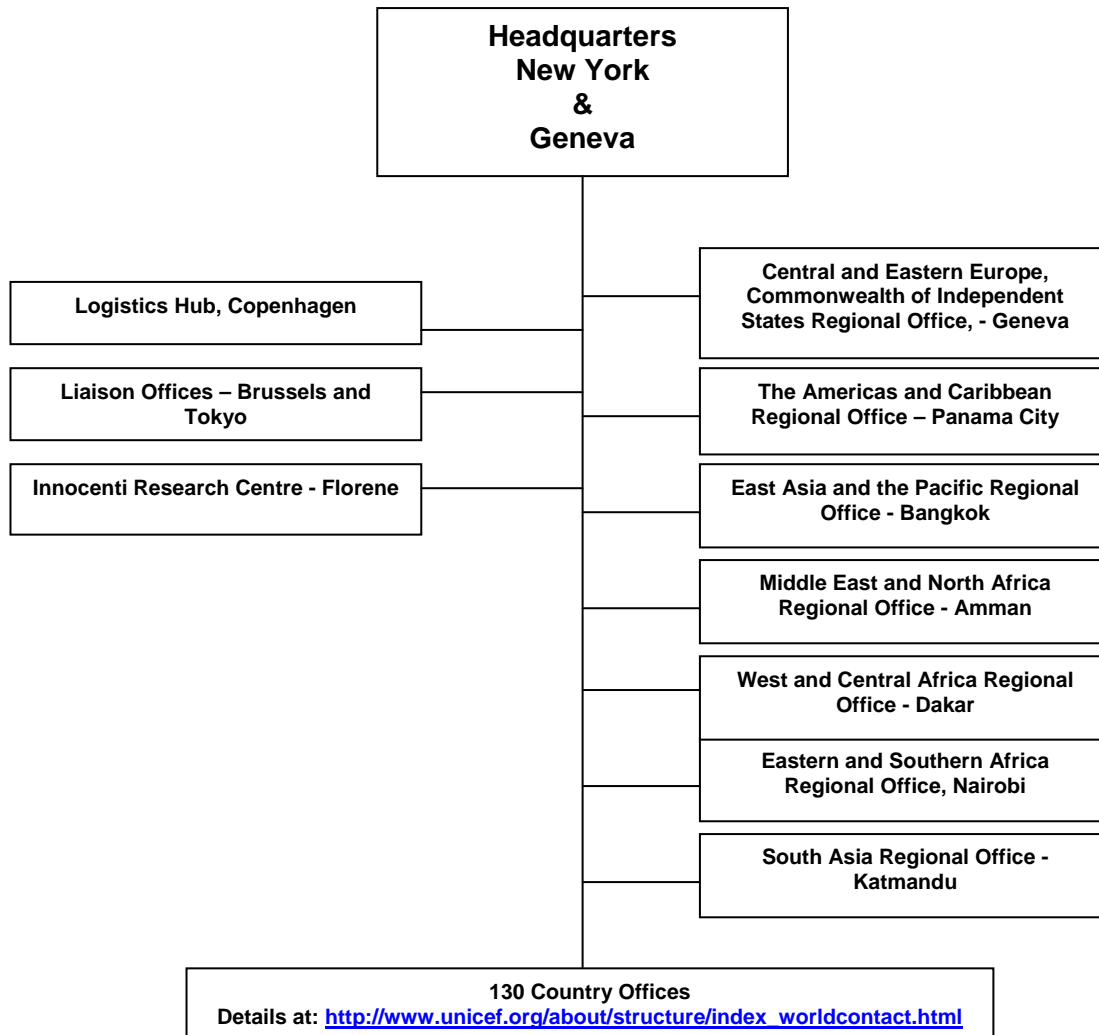 Headquarters
New York
&
Geneva
Logistics Hub, Copenhagen
Liaison Offices – Brussels and
Tokyo
Innocenti Research Centre - Florene
Central and Eastern Europe,
Commonwealth of Independent
States Regional Office, - Geneva
The Americas and Caribbean
Regional Office – Panama City
East Asia and the Pacific Regional
Office - Bangkok
Middle East and North Africa
Regional Office - Amman
West and Central Africa Regional
Office - Dakar
Eastern and Southern Africa
Regional Office, Nairobi
South Asia Regional Office -
Katmandu
130 Country Offices
Details at: http://www.unicef.org/about/structure/index_worldcontact.html